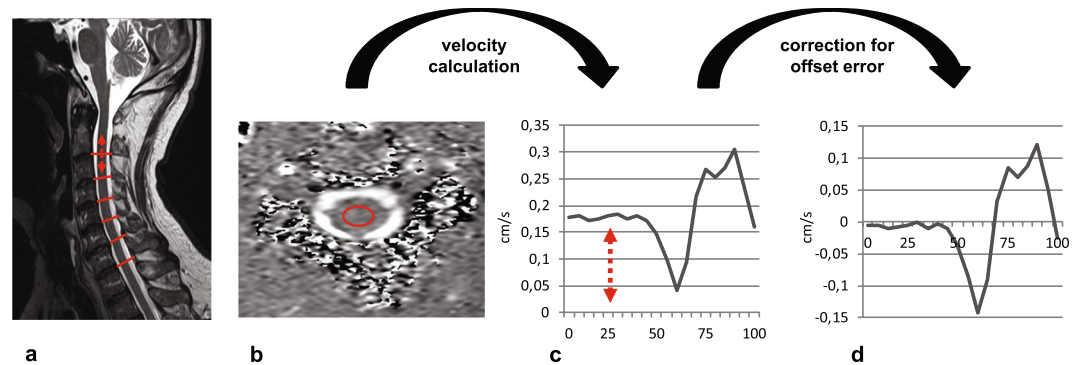 velocity
calculation
correction for
offset error
0,35
0,3
0,25
0,2
0,15
0,1
0,05
0
cm/s
0 25 50 75 100
0,15
0,1
0,05
0
-0,05
-0,1
-0,15
cm/s
0 25 50 75 100
a b c d